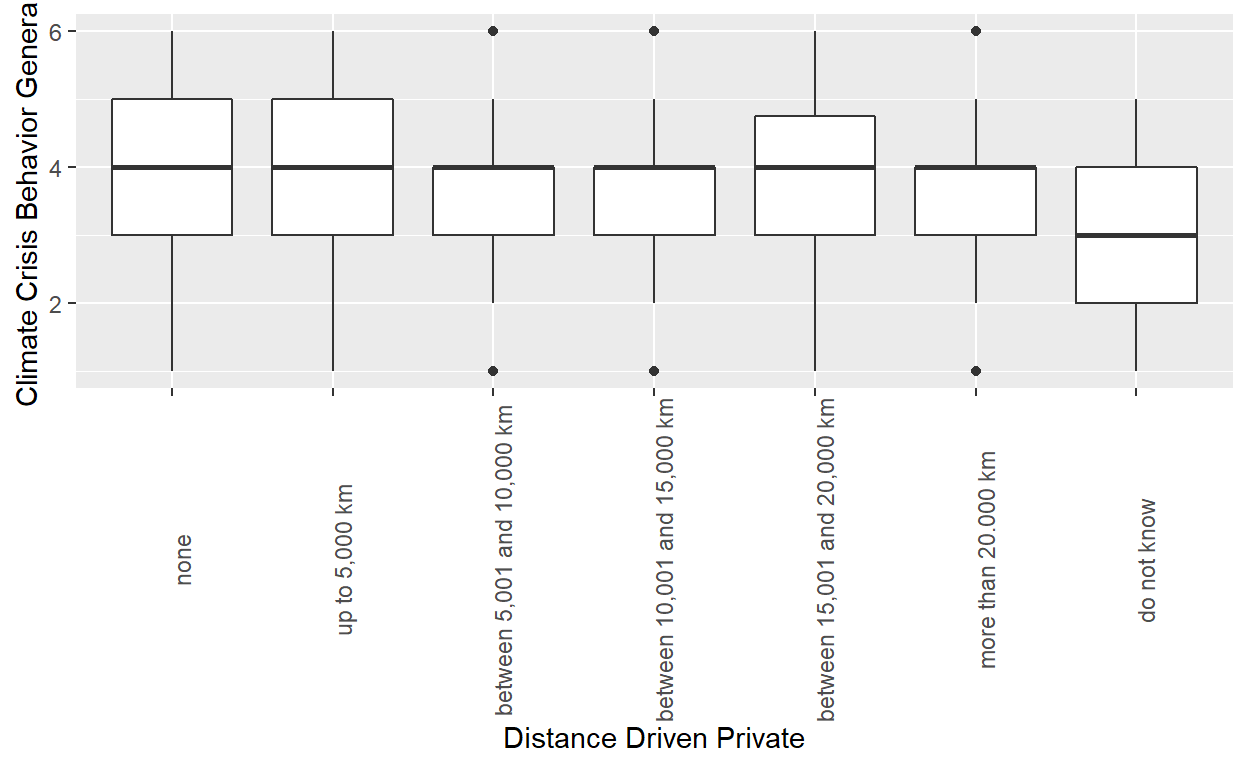 Climate Crisis Behavior Genera
6
4
2
none
up to 5,000 km
between 5,001 and 10,000 km
between 10,001 and 15,000 km
between 15,001 and 20,000 km
more than 20.000 km
do not know
Distance Driven Private